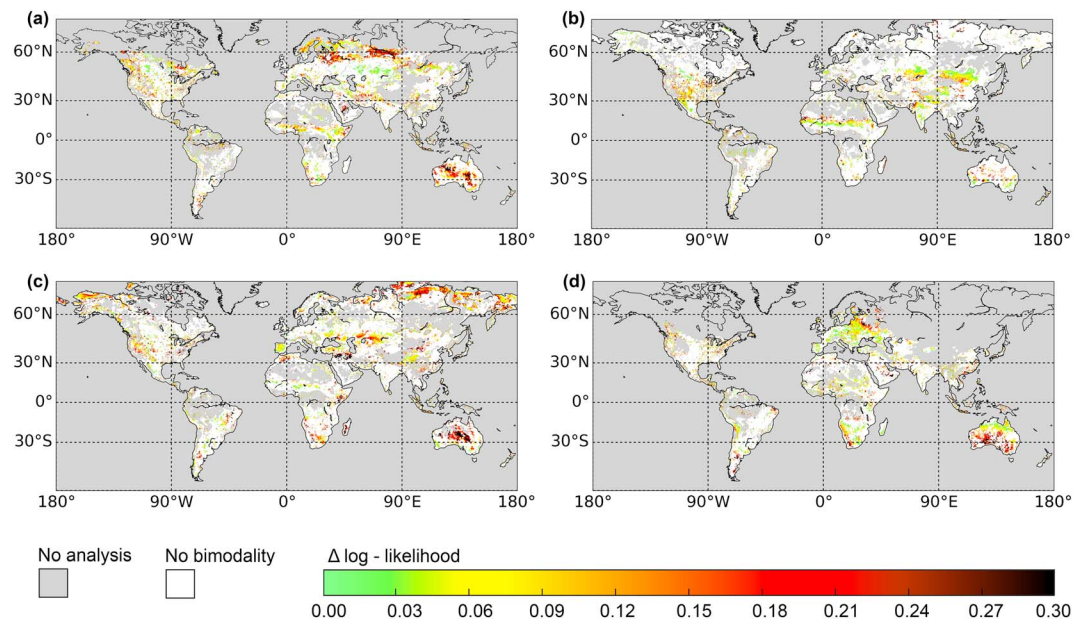 (a)
(b)
60°N
60°N
30°N
30°N
0°
0°
30°S
30°S
180° 90°W 0° 90°E 180°
180° 90°W 0° 90°E 180°
(c)
(d)
60°N
60°N
30°N
30°N
0°
0°
30°S
30°S
180° 90°W 0° 90°E 180°
180° 90°W 0° 90°E 180°
No analysis
No bimodality
Δ log - likelihood
0.00 0.03 0.06 0.09 0.12 0.15 0.18 0.21 0.24 0.27 0.30